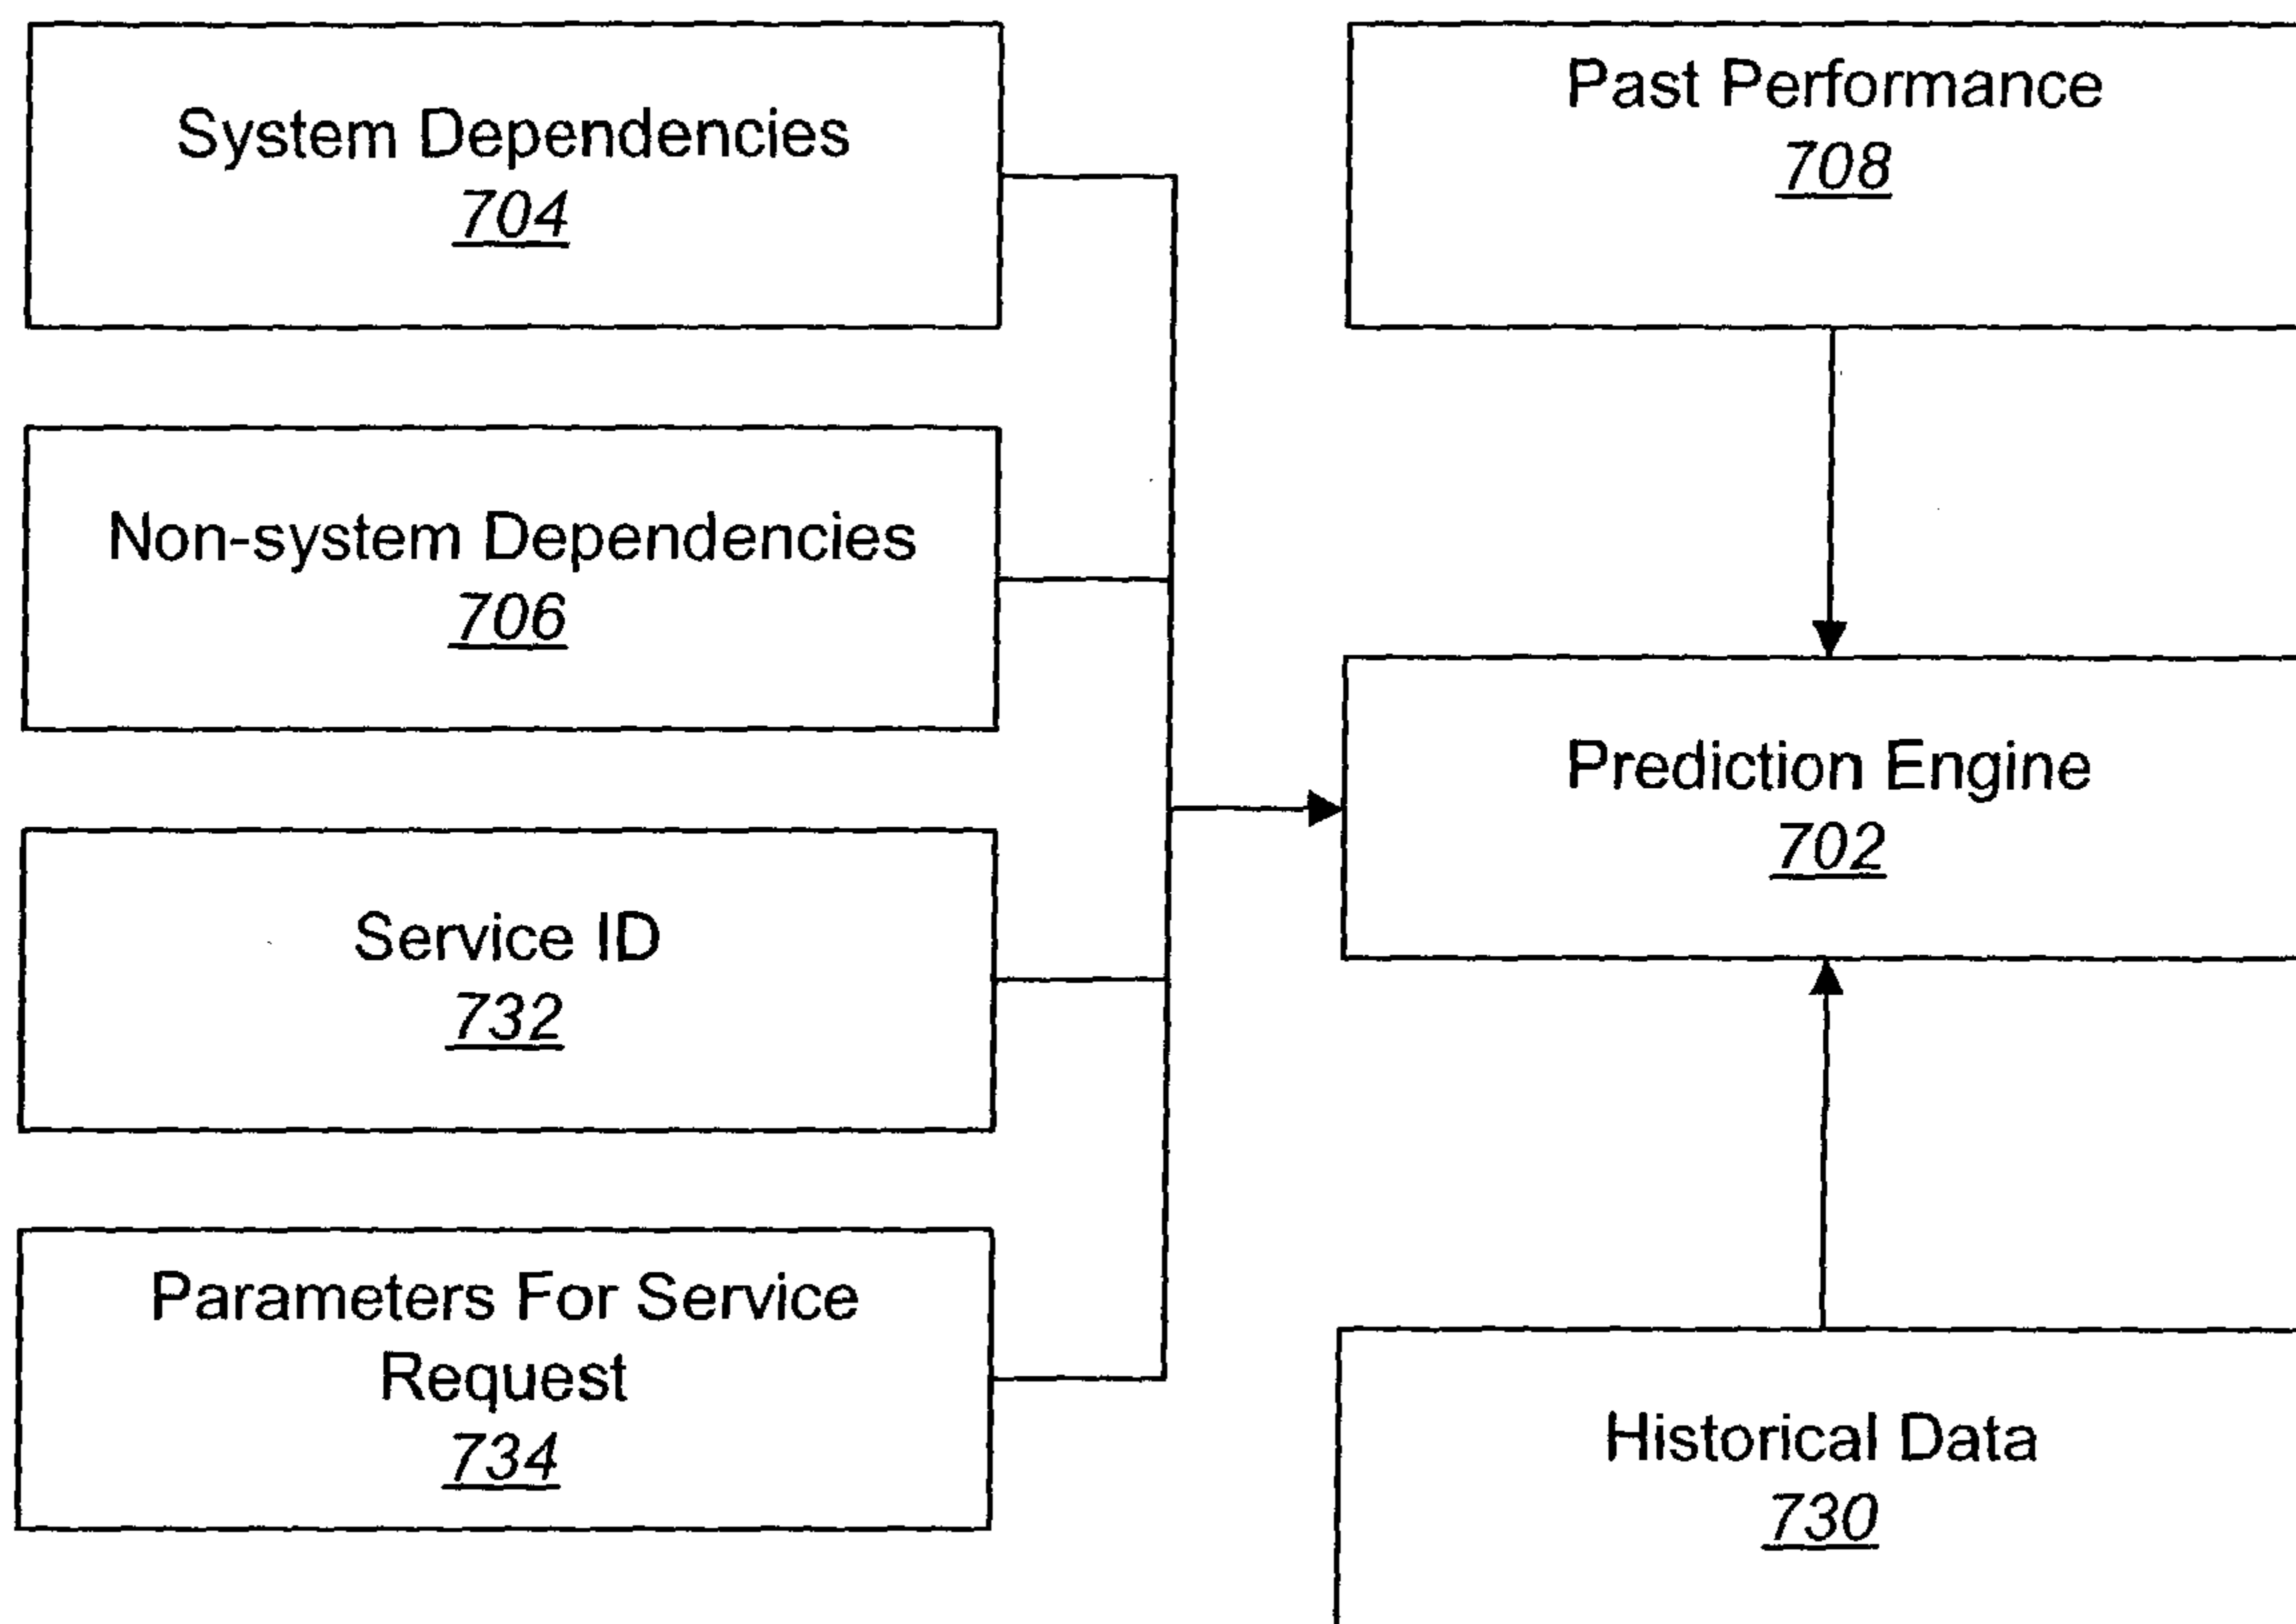 System Dependencies
704
Past Performance
708
Non-system Dependencies
706
Prediction Engine
702
Service ID
732
Parameters For Service
Request
734
Historical Data
730